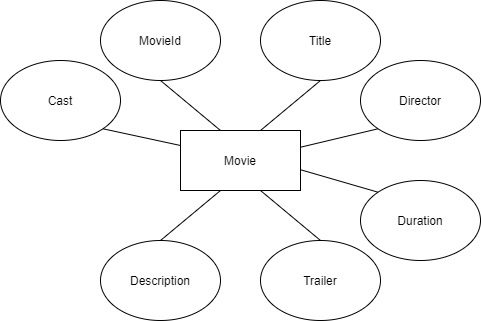 MovieId
Title
Cast
Director
Movie
Duration
Description
Trailer